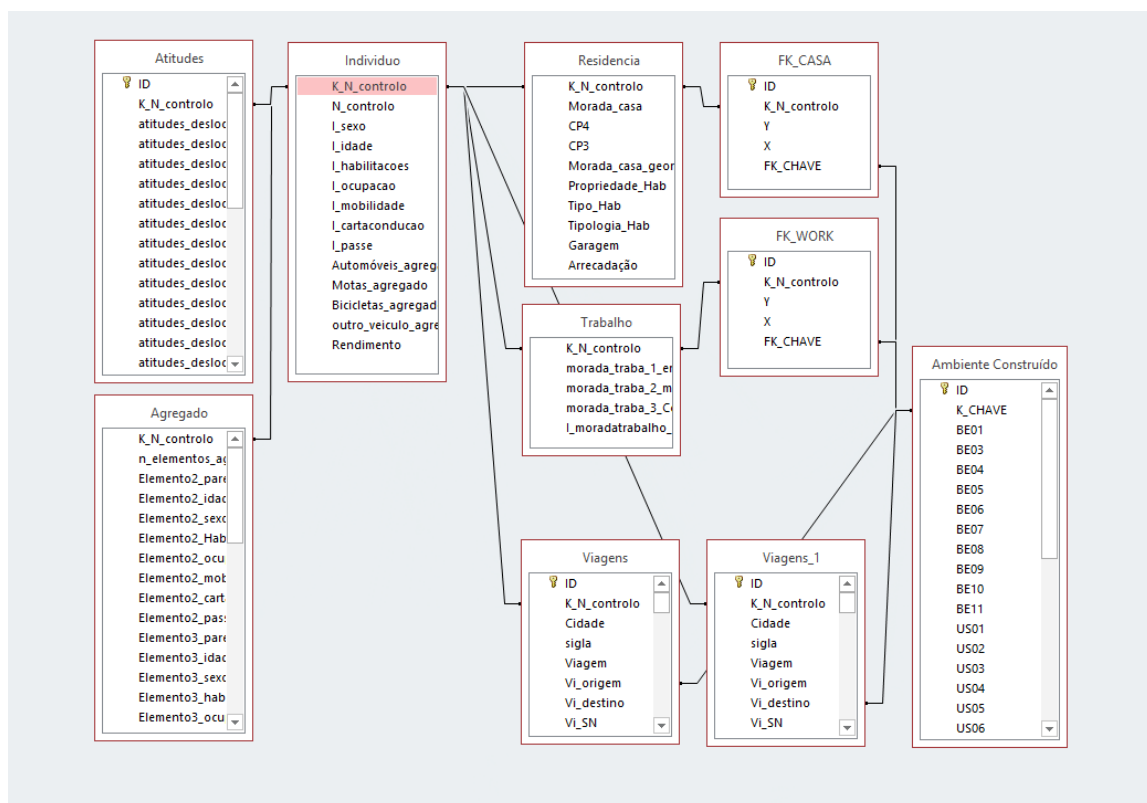 Atitudes
ID
K_N_controlo
atitudes_desloc
atitudes_desloc
atitudes_desloc
atitudes_desloc
atitudes_desloc
atitudes_desloc
atitudes_desloc
atitudes_desloc
atitudes_desloc
atitudes_desloc
atitudes_desloc
atitudes_desloc
atitudes_desloc
Individuo
K_N_controlo
N_controlo
I_sexo
I_idade
I_habilitacoes
I_ocupacao
I_mobilidade
I_cartaconducao
I_passe
Automóveis_agrega
Motas_agregado
Bicicletas_agregad
outro_veiculo_agre
Rendimento
Residencia
K_N_controlo
Morada_casa
CP4
CP3
Morada_casa_geor
Propriedade_Hab
Tipo_Hab
Tipologia_Hab
Garagem
Arrecadação
FK_CASA
ID
K_N_controlo
Y
X
FK_CHAVE
FK_WORK
ID
K_N_controlo
Y
X
FK_CHAVE
Trabalho
K_N_controlo
morada_traba_1_er
morada_traba_2_m
morada_traba_3_C
I_moradatrabalho_
Ambiente Construído
ID
K_CHAVE
BE01
BE03
BE04
BE05
BE06
BE07
BE08
BE09
BE10
BE11
US01
US02
US03
US04
US05
US06
Agregado
K_N_controlo
n_elementos_ag
Elemento2_pare
Elemento2_idac
Elemento2_sexo
Elemento2_Hab
Elemento2_ocu
Elemento2_mob
Elemento2_cart
Elemento2_pass
Elemento3_pare
Elemento3_idac
Elemento3_sexo
Elemento3_hab
Elemento3_ocu
Viagens
ID
K_N_controlo
Cidade
sigla
Viagem
Vi_origem
Vi_destino
Vi_SN
Viagens_1
ID
K_N_controlo
Cidade
sigla
Viagem
Vi_origem
Vi_destino
Vi_SN